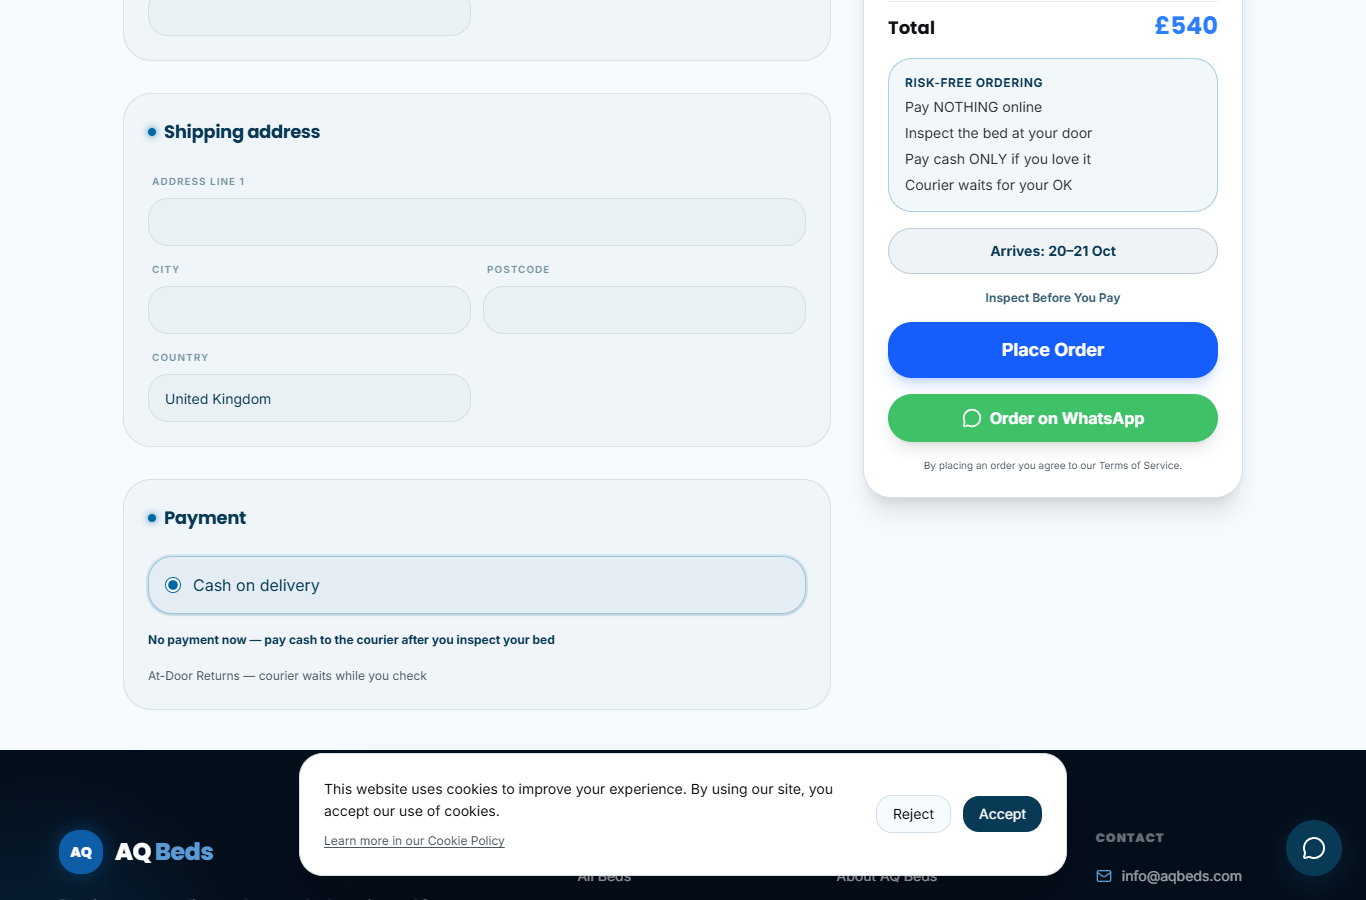 Shipping address
ADDRESS LINE 1
CITY
POSTCODE
COUNTRY
United Kingdom
Payment
Cash on delivery
No payment now — pay cash to the courier after you inspect your bed
At-Door Returns — courier waits while you check
Total
£540
RISK-FREE ORDERING
Pay NOTHING online
Inspect the bed at your door
Pay cash ONLY if you love it
Courier waits for your OK
Arrives: 20–21 Oct
Inspect Before You Pay
Place Order
Order on WhatsApp
By placing an order you agree to our Terms of Service.
This website uses cookies to improve your experience. By using our site, you
accept our use of cookies.
Learn more in our Cookie Policy
Reject
Accept
AQ
AQ Beds
All Beds
About AQ Beds
CONTACT
info@aqbeds.com